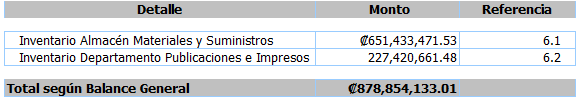 Detalle Monto Referencia
Inventario Almacén Materiales y Suministros ₡651,433,471.53 6.1
Inventario Departamento Publicaciones e Impresos 227,420,661.48 6.2
Total según Balance General ₡878,854,133.01